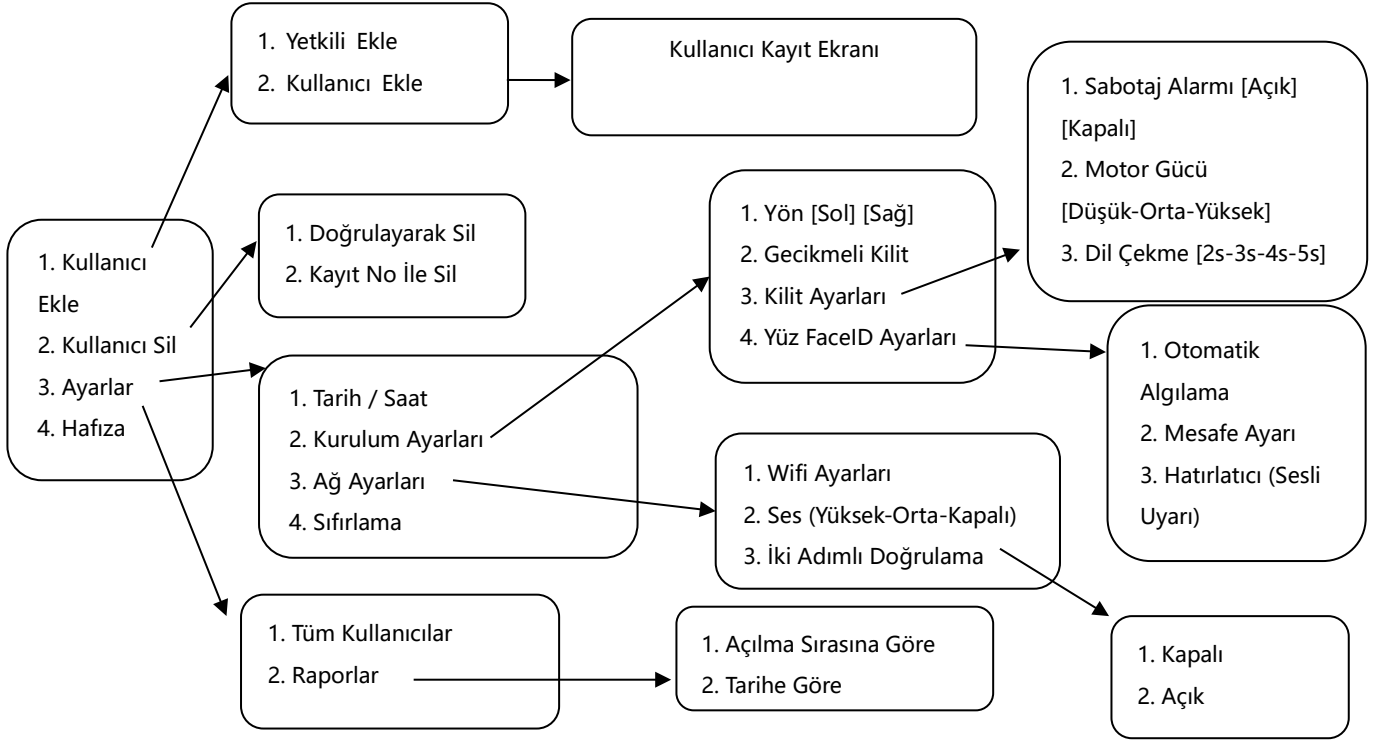 1. Yetkili Ekle
2. Kullanıcı Ekle
Kullanıcı Kayıt Ekranı
1. Sabotaj Alarmı [Açık]
[Kapalı]
2. Motor Gücü
[Düşük-Orta-Yüksek]
3. Dil Çekme [2s-3s-4s-5s]
1. Kullanıcı
Ekle
2. Kullanıcı Sil
3. Ayarlar
4. Hafıza
1. Doğrulayarak Sil
2. Kayıt No İle Sil
1. Yön [Sol] [Sağ]
2. Gecikmeli Kilit
3. Kilit Ayarları
4. Yüz FaceID Ayarları
1. Otomatik
Algılama
2. Mesafe Ayarı
3. Hatırlatıcı (Sesli
Uyarı)
1. Tarih / Saat
2. Kurulum Ayarları
3. Ağ Ayarları
4. Sıfırlama
1. Wifi Ayarları
2. Ses (Yüksek-Orta-Kapalı)
3. İki Adımlı Doğrulama
1. Tüm Kullanıcılar
2. Raporlar
1. Açılma Sırasına Göre
2. Tarihe Göre
1. Kapalı
2. Açık